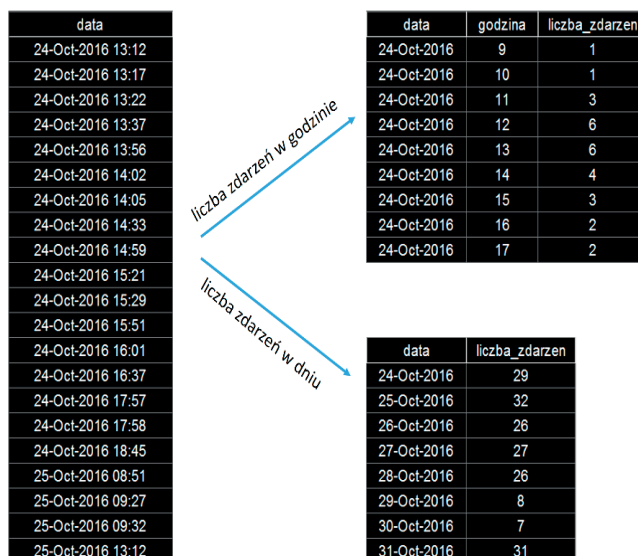 data
24-Oct-2016 13:12
24-Oct-2016 13:17
24-Oct-2016 13:22
24-Oct-2016 13:37
24-Oct-2016 13:56
24-Oct-2016 14:02
24-Oct-2016 14:05
24-Oct-2016 14:33
24-Oct-2016 14:59
24-Oct-2016 15:21
24-Oct-2016 15:29
24-Oct-2016 15:51
24-Oct-2016 16:01
24-Oct-2016 16:37
24-Oct-2016 17:57
24-Oct-2016 17:58
24-Oct-2016 18:45
25-Oct-2016 08:51
25-Oct-2016 09:27
25-Oct-2016 09:32
25-Oct-2016 13:12
liczba zdarzeń w godzinie
liczba zdarzeń w dniu
data godzina liczba_zdarzen
24-Oct-2016 9 1
24-Oct-2016 10 1
24-Oct-2016 11 3
24-Oct-2016 12 6
24-Oct-2016 13 6
24-Oct-2016 14 4
24-Oct-2016 15 3
24-Oct-2016 16 2
24-Oct-2016 17 2
data liczba_zdarzen
24-Oct-2016 29
25-Oct-2016 32
26-Oct-2016 26
27-Oct-2016 27
28-Oct-2016 26
29-Oct-2016 8
30-Oct-2016 7
31-Oct-2016 31